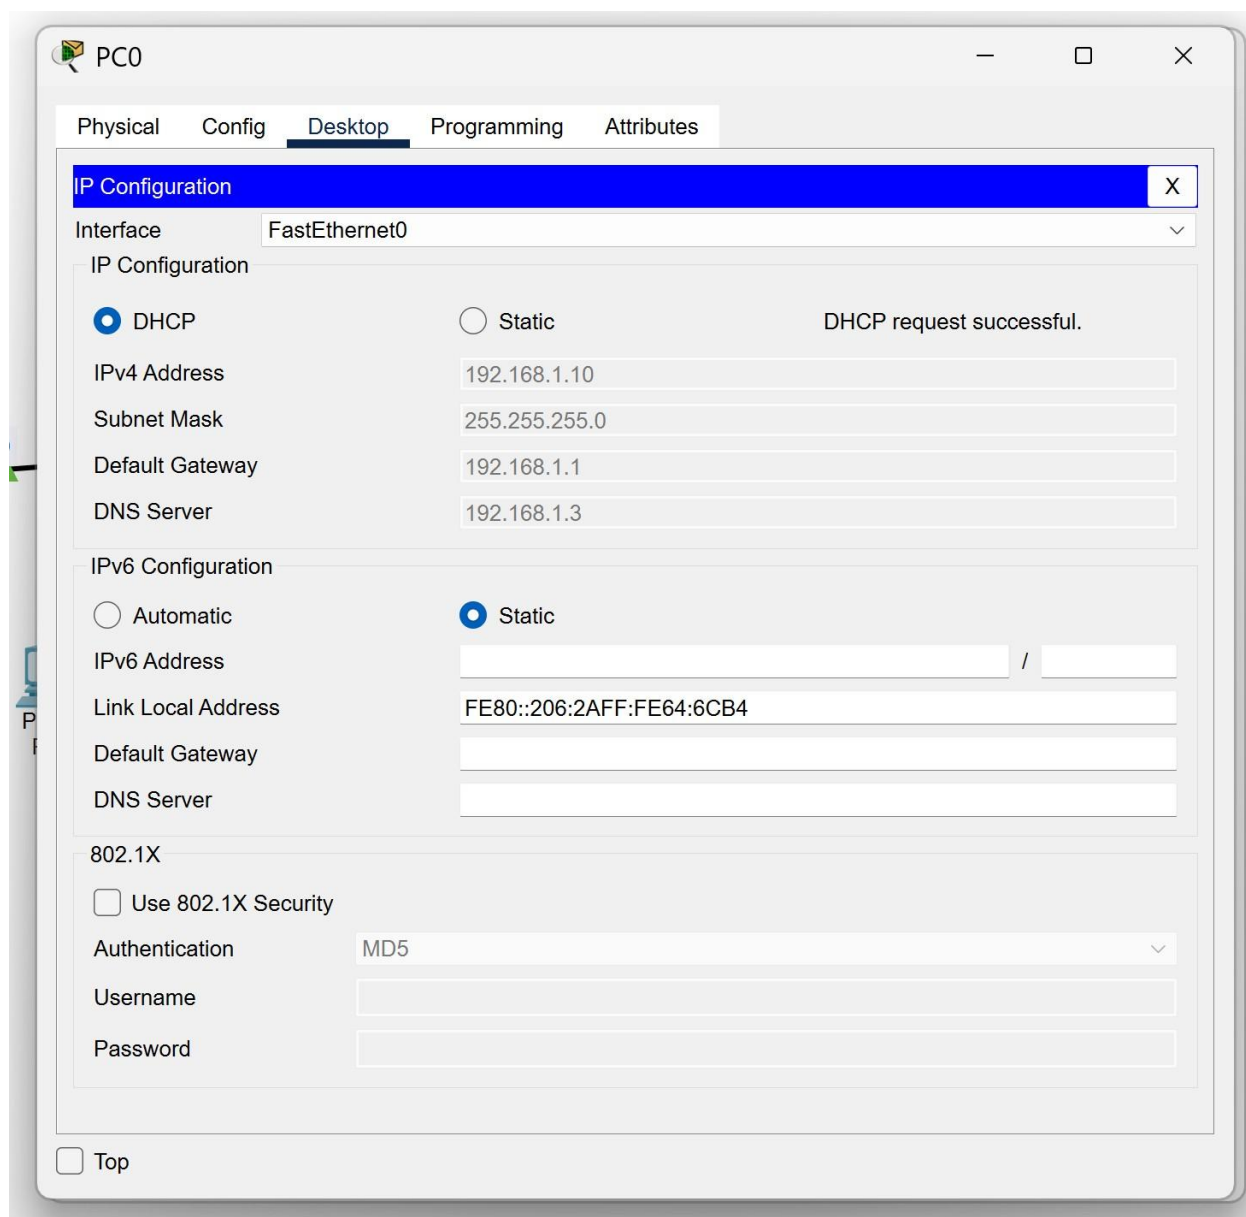 PC0
Physical Config Desktop Programming Attributes
IP Configuration X
Interface FastEthernet0
IP Configuration
DHCP Static DHCP request successful.
IPv4 Address 192.168.1.10
Subnet Mask 255.255.255.0
Default Gateway 192.168.1.1
DNS Server 192.168.1.3
IPv6 Configuration
Automatic Static
IPv6 Address /
Link Local Address FE80::206:2AFF:FE64:6CB4
Default Gateway
DNS Server
802.1X
Use 802.1X Security
Authentication MD5
Username
Password
Top